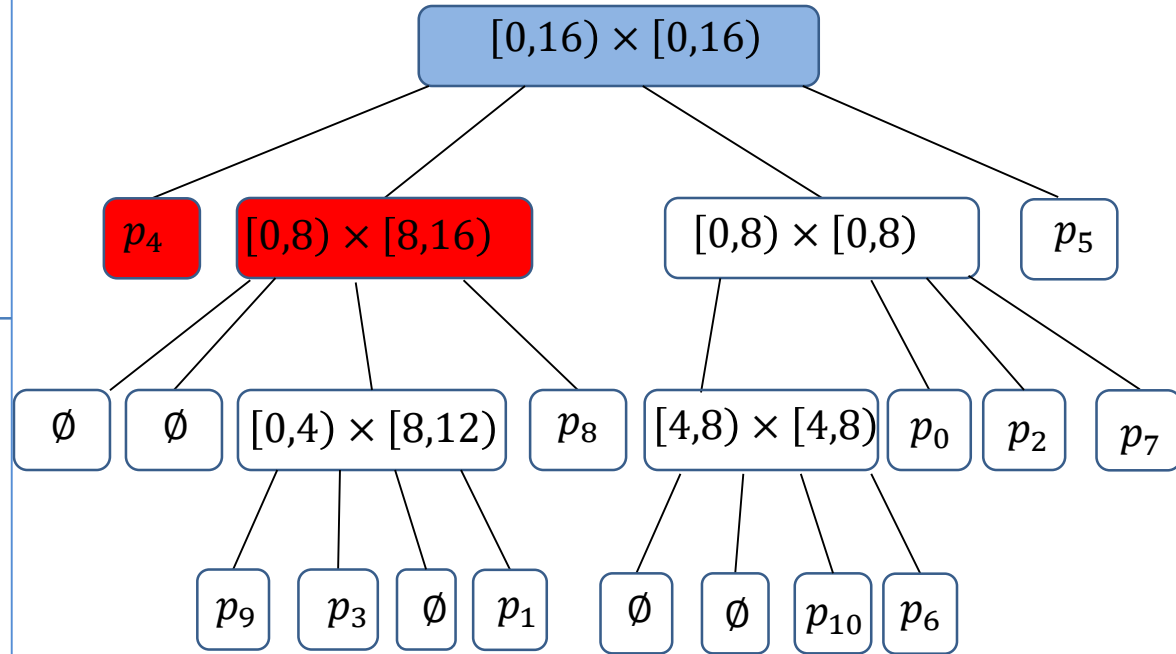 [0,16) × [0,16)
p₄ [0,8) × [8,16) [0,8) × [0,8) p₅
∅ ∅ [0,4) × [8,12) p₈ [4,8) × [4,8) p₀ p₂ p₇
p₉ p₃ ∅ p₁ ∅ ∅ p₁₀ p₆